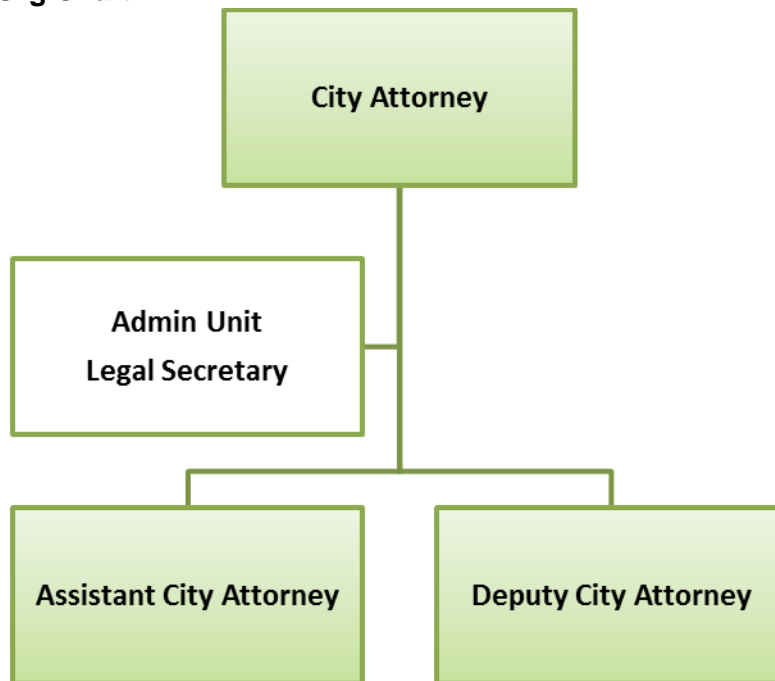 City Attorney
Admin Unit
Legal Secretary
Assistant City Attorney
Deputy City Attorney